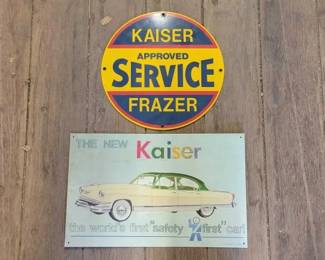 KAISER
APPROVED
SERVICE
FRAZER
THE NEW Kaiser
the world's first "safety first" car!